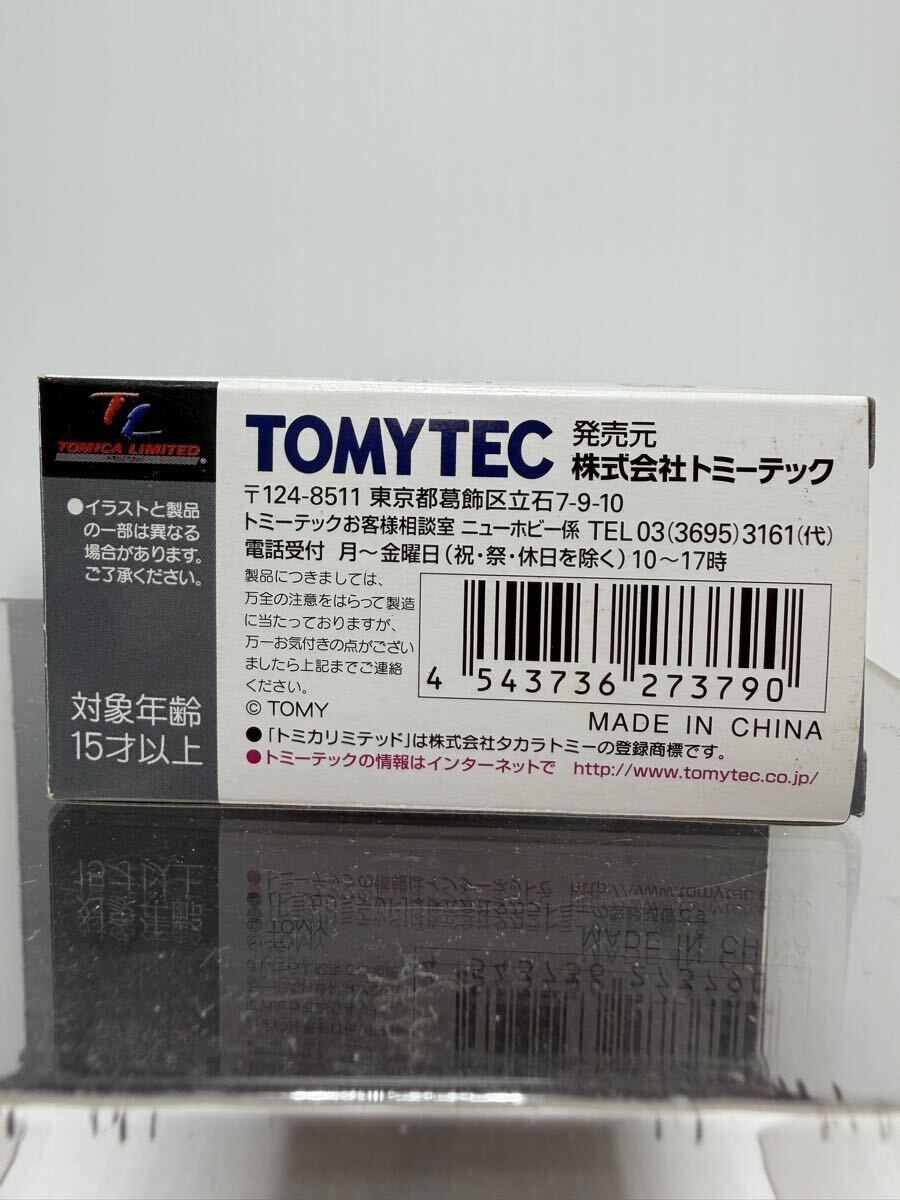 TL
TOMICA LIMITED
トミカリミテッド
®
●イラストと製品
の一部は異なる
場合があります。
ご了承ください。
対象年齢
15才以上
TOMYTEC
発売元
株式会社トミーテック
〒124-8511 東京都葛飾区立石7-9-10
トミーテックお客様相談室 ニューホビー係 TEL 03(3695)3161(代)
電話受付 月〜金曜日(祝・祭・休日を除く)10〜17時
製品につきましては、
万全の注意をはらって製造
に当たっておりますが、
万一お気付きの点がござい
ましたら上記までご連絡
ください。
© TOMY
4 543736 273790
MADE IN CHINA
●「トミカリミテッド」は株式会社タカラトミーの登録商標です。
●トミーテックの情報はインターネットで http://www.tomytec.co.jp/